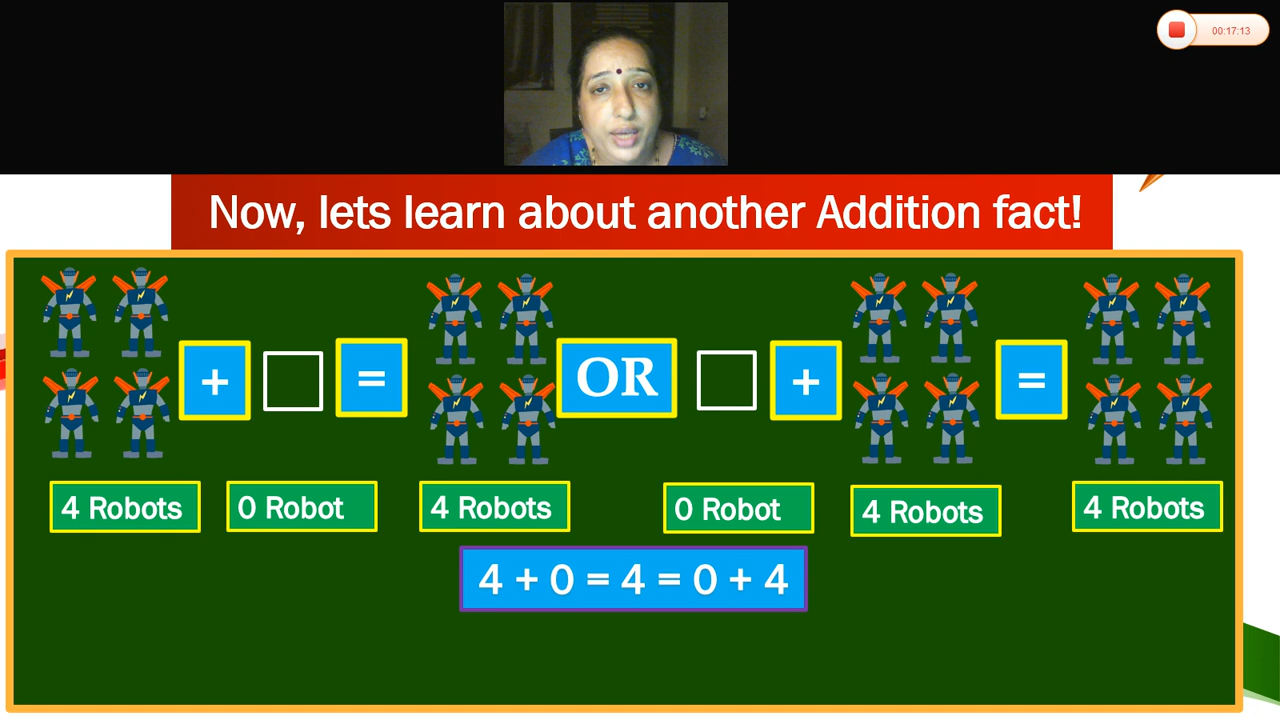 00:17:13
Now, lets learn about another Addition fact!
+ = OR + =
4 Robots 0 Robot 4 Robots 0 Robot 4 Robots 4 Robots
4 + 0 = 4 = 0 + 4